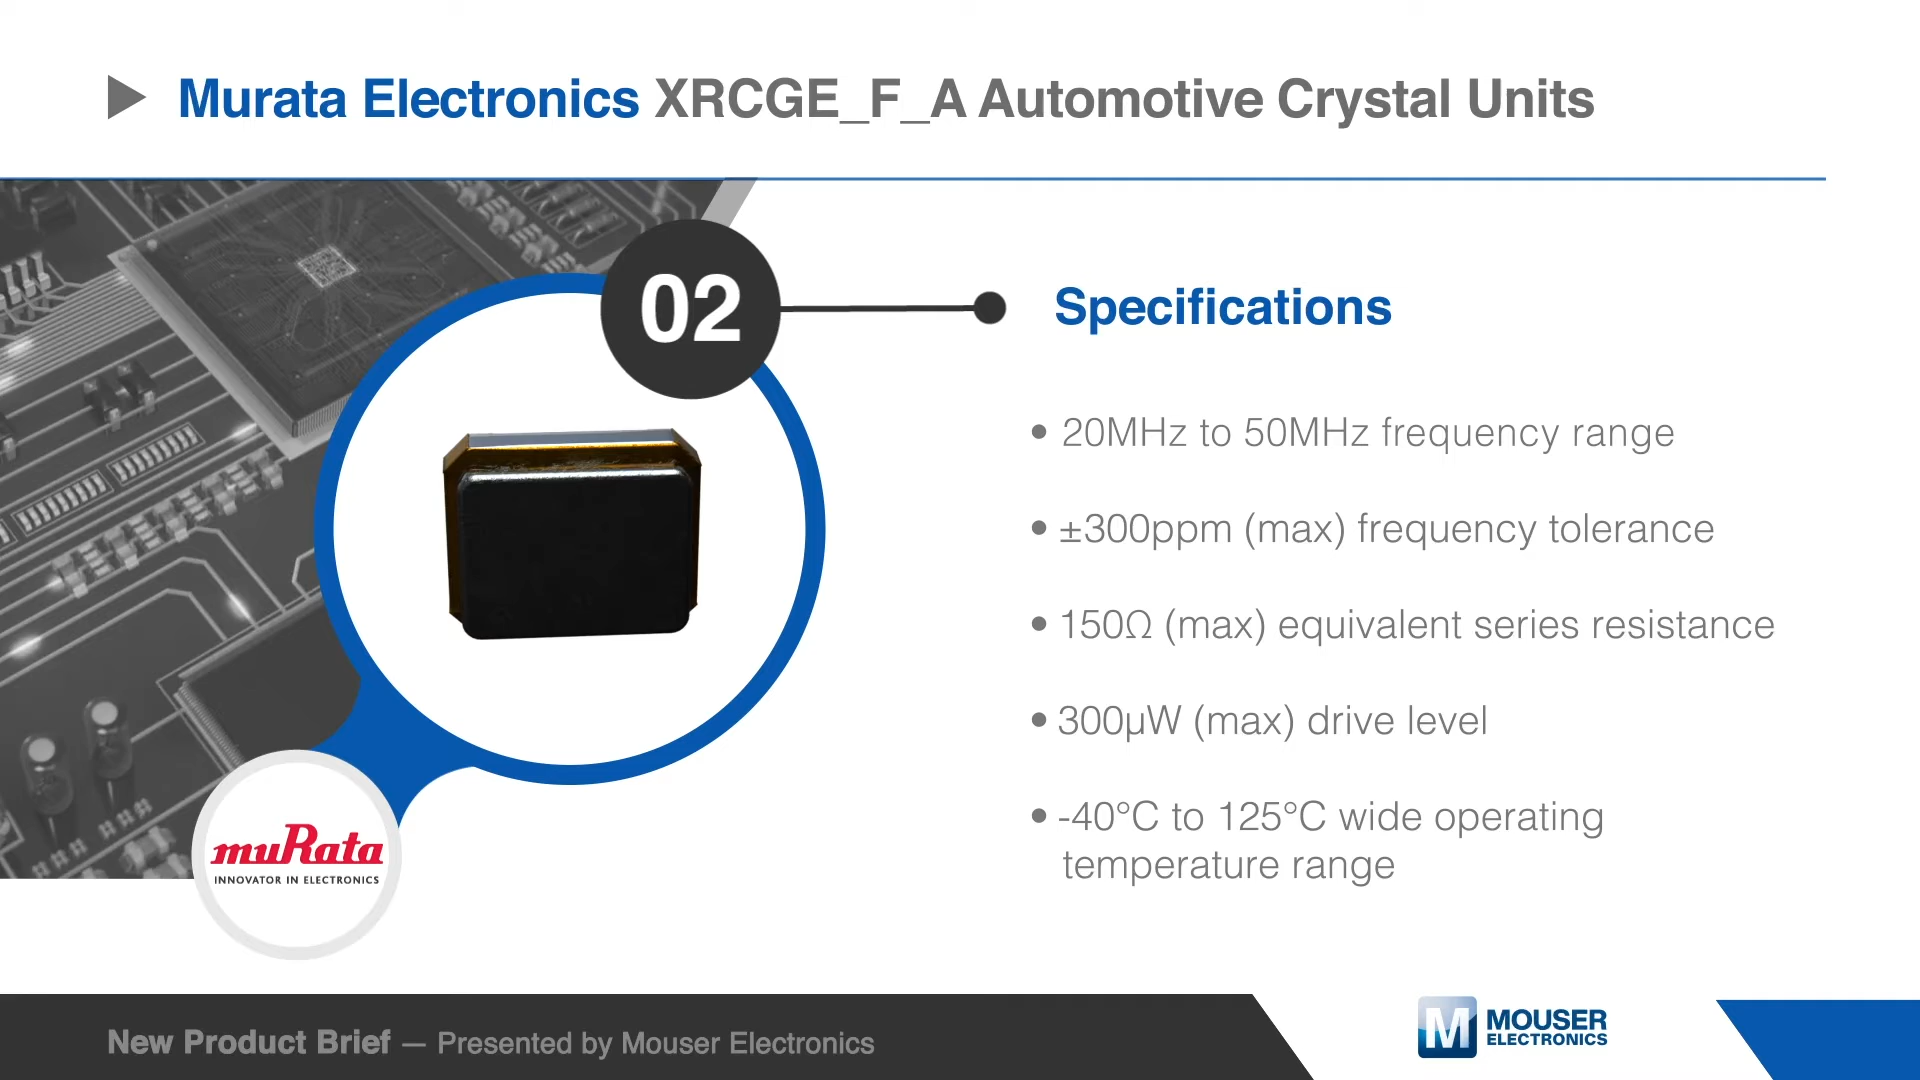 Murata Electronics XRCGE_F_A Automotive Crystal Units
02
Specifications
• 20MHz to 50MHz frequency range
• ±300ppm (max) frequency tolerance
• 150Ω (max) equivalent series resistance
• 300µW (max) drive level
• -40°C to 125°C wide operating
temperature range
muRata
INNOVATOR IN ELECTRONICS
New Product Brief — Presented by Mouser Electronics
M MOUSER
ELECTRONICS